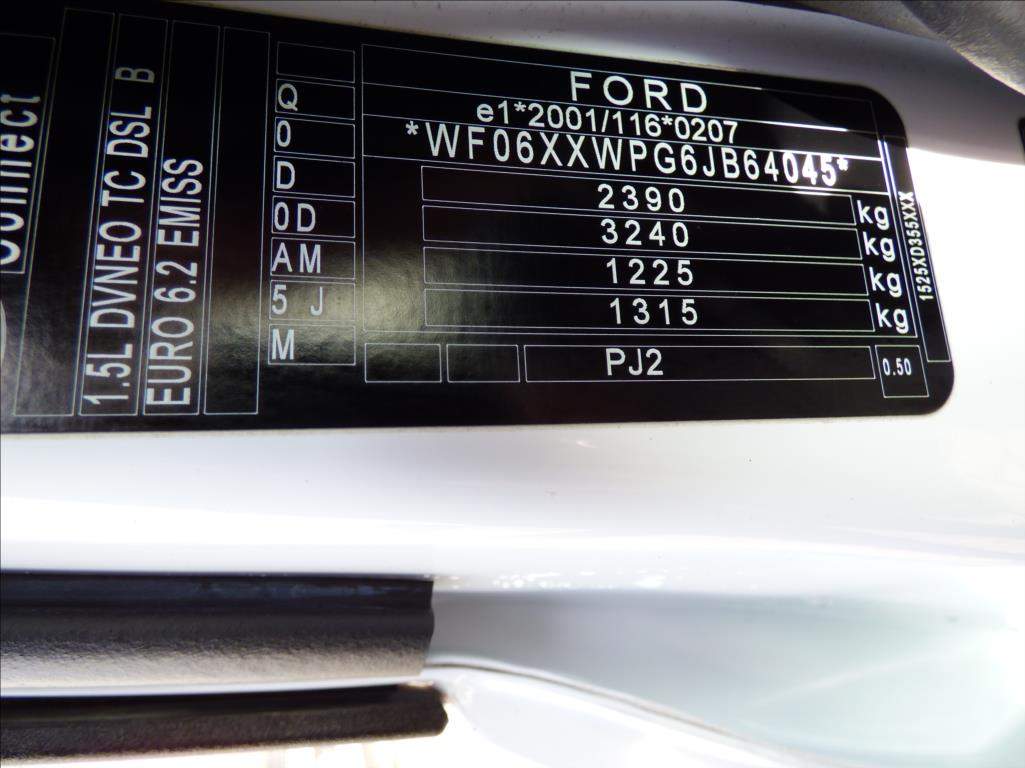 FORD
e1*2001/116*0207
*WF06XXWPG6JB64045*
2390 kg
3240 kg
1225 kg
1315 kg
PJ2
0.50
1525XD355XXX
Q
0
D
0D
AM
5 J
M
Connect
1.5L DVNEO TC DSL B
EURO 6.2 EMISS